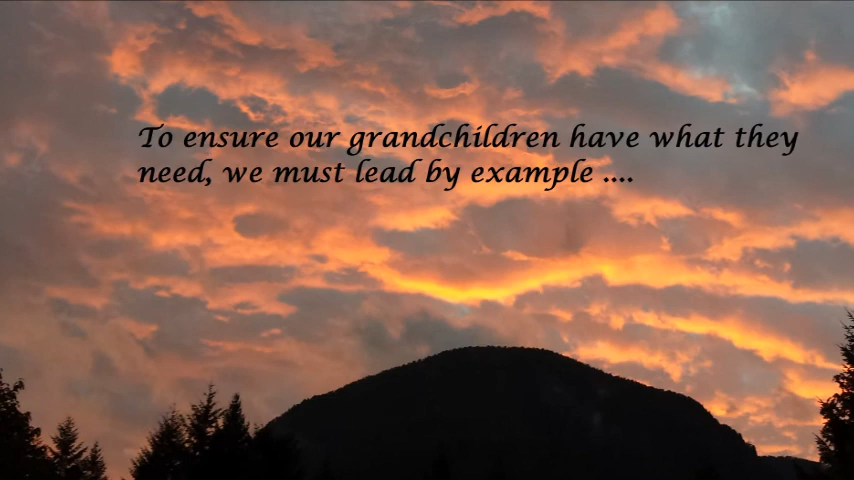 To ensure our grandchildren have what they
need, we must lead by example ....